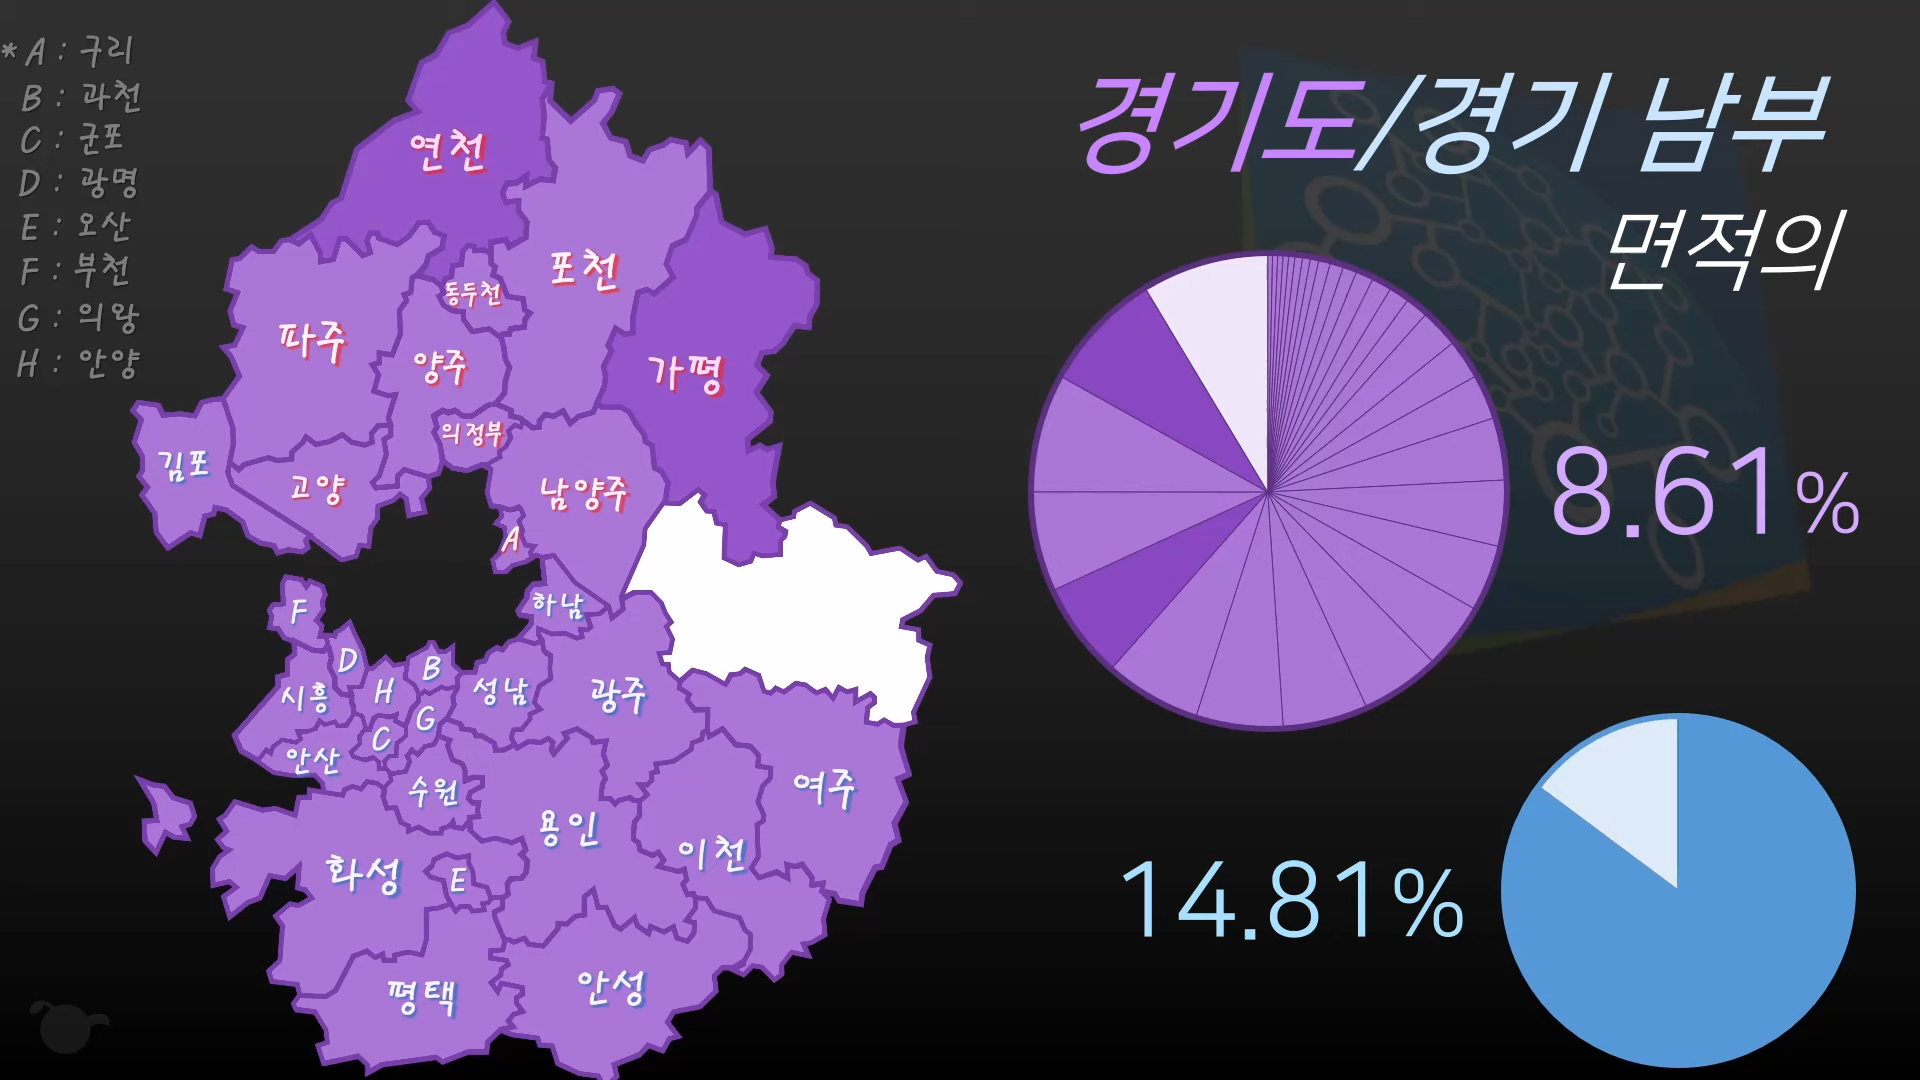 *A : 구리
B : 과천
C : 군포
D : 광명
E : 오산
F : 부천
G : 의왕
H : 안양
경기도/경기 남부
면적의
8.61%
14.81%
연천
포천
동두천
파주
양주
가평
의정부
김포
고양
남양주
A
하남
F
D
B
H
시흥
성남
광주
G
C
안산
수원
여주
용인
이천
화성
E
평택
안성